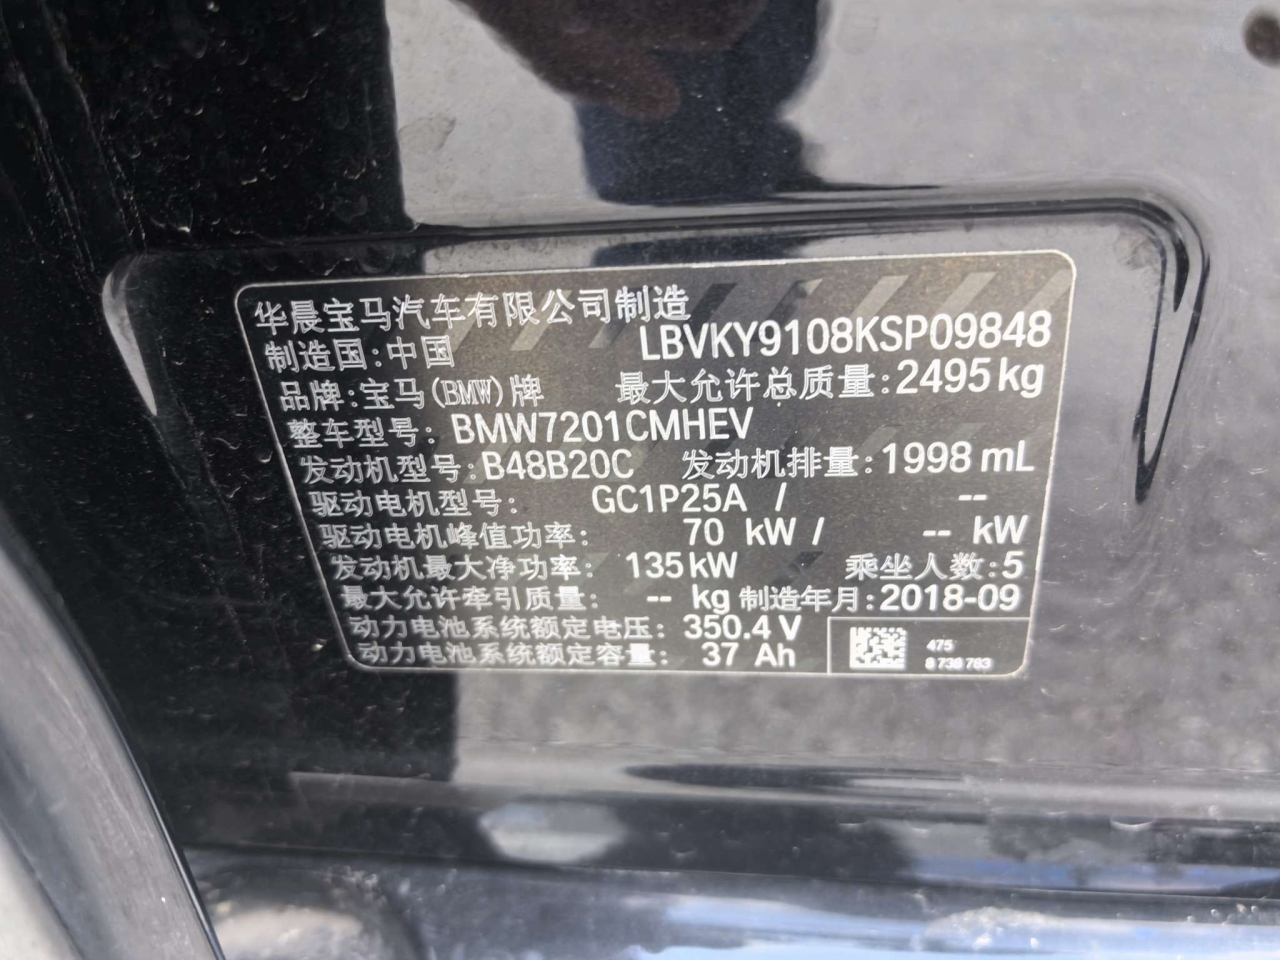 华晨宝马汽车有限公司制造
制造国:中国 LBVKY9108KSP09848
品牌:宝马(BMW)牌 最大允许总质量:2495kg
整车型号:BMW7201CMHEV
发动机型号:B48B20C 发动机排量:1998 mL
驱动电机型号: GC1P25A / --
驱动电机峰值功率: 70 kW / -- kW
发动机最大净功率: 135kW 乘坐人数:5
最大允许牵引质量: -- kg 制造年月:2018-09
动力电池系统额定电压: 350.4 V
动力电池系统额定容量: 37 Ah
475
8 738 783